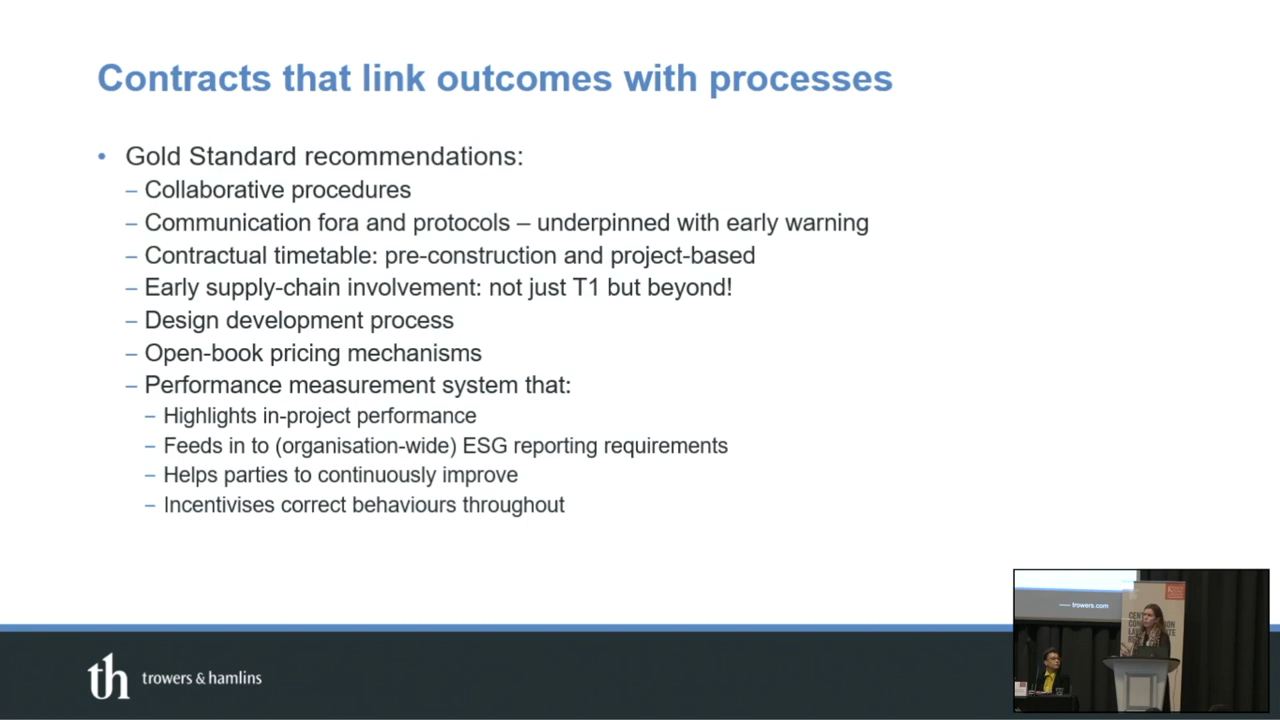 Contracts that link outcomes with processes
• Gold Standard recommendations:
– Collaborative procedures
– Communication fora and protocols – underpinned with early warning
– Contractual timetable: pre-construction and project-based
– Early supply-chain involvement: not just T1 but beyond!
– Design development process
– Open-book pricing mechanisms
– Performance measurement system that:
– Highlights in-project performance
– Feeds in to (organisation-wide) ESG reporting requirements
– Helps parties to continuously improve
– Incentivises correct behaviours throughout
th trowers & hamlins
— trowers.com